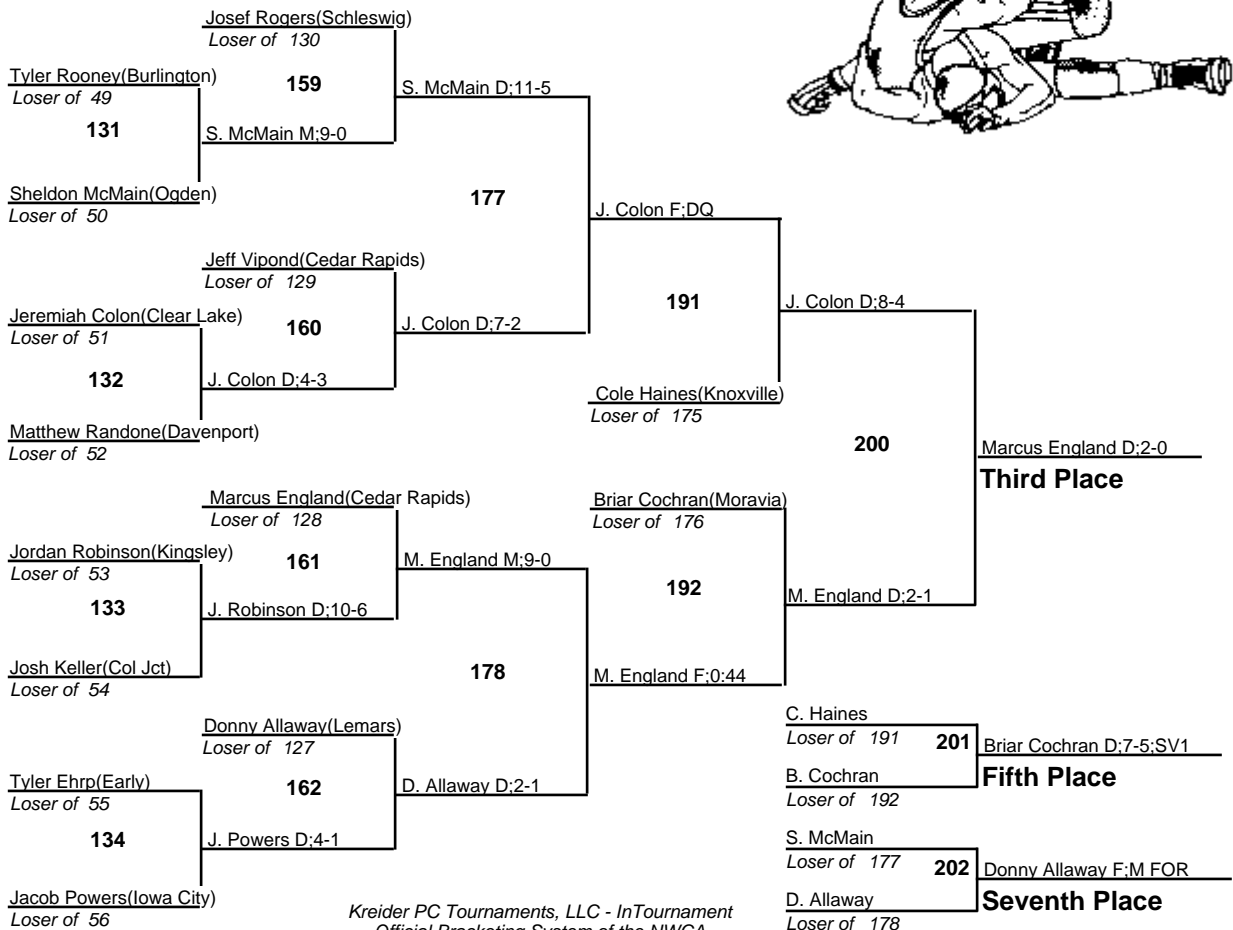 Josef Rogers(Schleswig)
Loser of 130
159
Tyler Rooney(Burlington)
Loser of 49
131
S. McMain D;11-5
S. McMain M;9-0
Sheldon McMain(Ogden)
Loser of 50
177
J. Colon F;DQ
Jeff Vipond(Cedar Rapids)
Loser of 129
160
Jeremiah Colon(Clear Lake)
Loser of 51
132
J. Colon D;7-2
J. Colon D;4-3
Matthew Randone(Davenport)
Loser of 52
191
J. Colon D;8-4
Cole Haines(Knoxville)
Loser of 175
200
Marcus England D;2-0
Third Place
Marcus England(Cedar Rapids)
Loser of 128
161
Jordan Robinson(Kingsley)
Loser of 53
133
M. England M;9-0
J. Robinson D;10-6
Josh Keller(Col Jct)
Loser of 54
178
Briar Cochran(Moravia)
Loser of 176
192
M. England D;2-1
M. England F;0:44
Donny Allaway(Lemars)
Loser of 127
162
Tyler Ehrp(Early)
Loser of 55
134
D. Allaway D;2-1
J. Powers D;4-1
Jacob Powers(Iowa City)
Loser of 56
C. Haines
Loser of 191
201
Briar Cochran D;7-5;SV1
Fifth Place
B. Cochran
Loser of 192
S. McMain
Loser of 177
202
Donny Allaway F;M FOR
Seventh Place
D. Allaway
Loser of 178
Kreider PC Tournaments, LLC - InTournament
Official Bracketing System of the NWCA